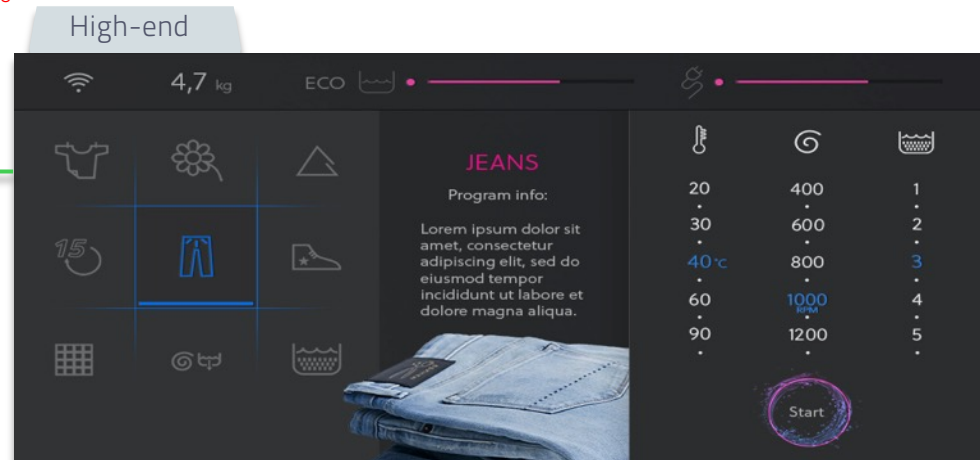 High-end
4,7 kg
ECO
JEANS
Program info:
Lorem ipsum dolor sit
amet, consectetur
adipiscing elit, sed do
eiusmod tempor
incididunt ut labore et
dolore magna aliqua.
15
20 400 1
30 600 2
40 °C 800 3
60 1000 4
RPM
90 1200 5
Start